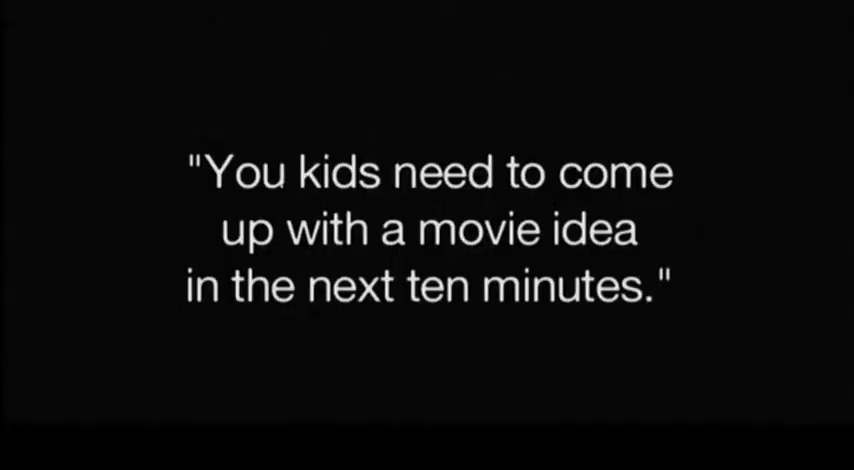 "You kids need to come
up with a movie idea
in the next ten minutes."